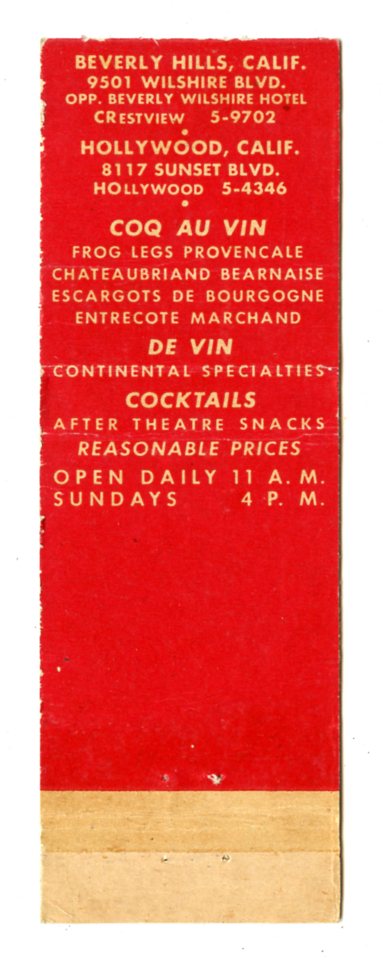 BEVERLY HILLS, CALIF.
9501 WILSHIRE BLVD.
OPP. BEVERLY WILSHIRE HOTEL
CRESTVIEW 5-9702
•
HOLLYWOOD, CALIF.
8117 SUNSET BLVD.
HOLLYWOOD 5-4346
•
COQ AU VIN
FROG LEGS PROVENCALE
CHATEAUBRIAND BEARNAISE
ESCARGOTS DE BOURGOGNE
ENTRECOTE MARCHAND
DE VIN
CONTINENTAL SPECIALTIES
COCKTAILS
AFTER THEATRE SNACKS
REASONABLE PRICES
OPEN DAILY 11 A. M.
SUNDAYS 4 P. M.